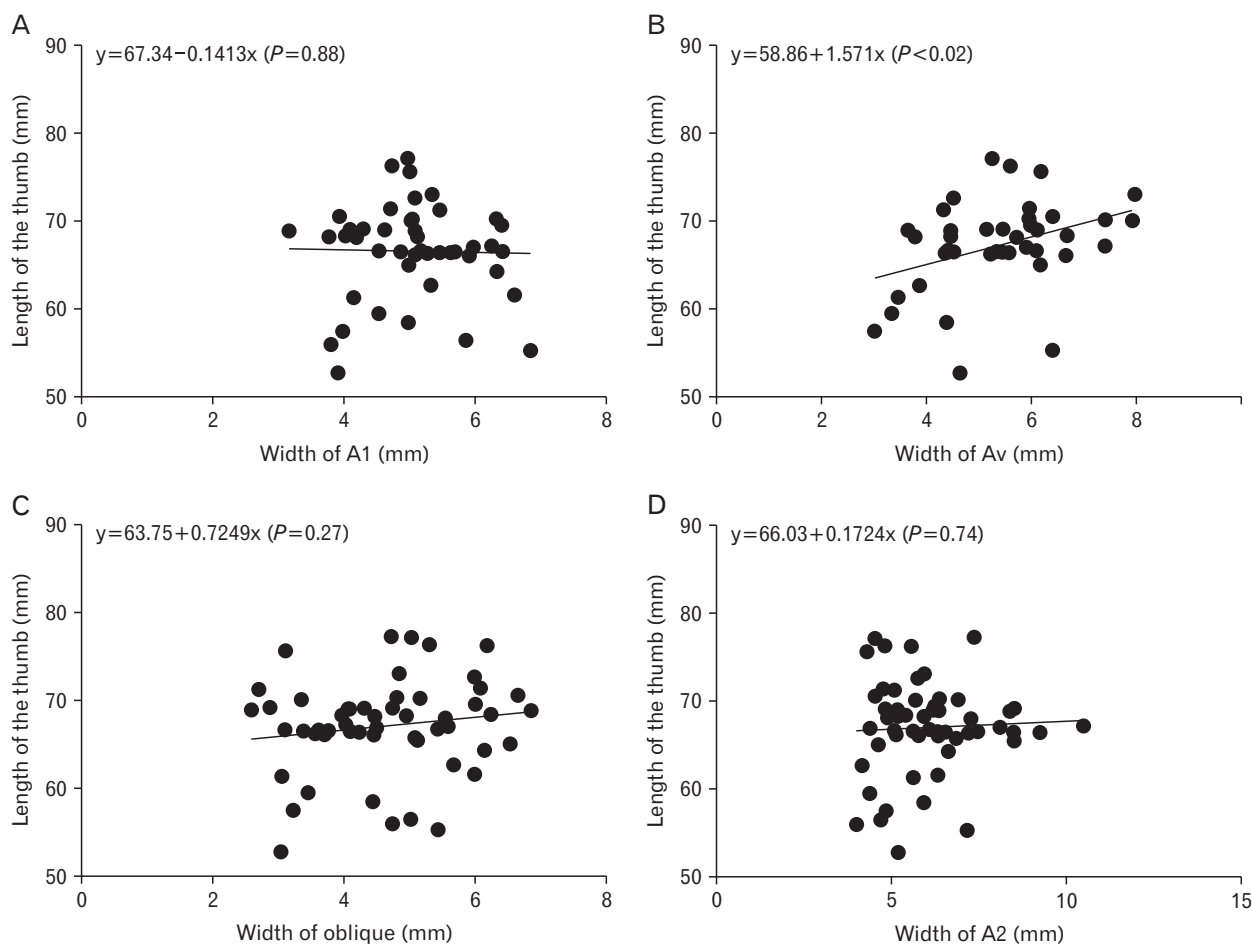 A
y=67.34−0.1413x (P=0.88)
90
80
70
60
50
0 2 4 6 8
Length of the thumb (mm)
Width of A1 (mm)
B
y=58.86+1.571x (P<0.02)
90
80
70
60
50
0 2 4 6 8
Length of the thumb (mm)
Width of Av (mm)
C
y=63.75+0.7249x (P=0.27)
90
80
70
60
50
0 2 4 6 8
Length of the thumb (mm)
Width of oblique (mm)
D
y=66.03+0.1724x (P=0.74)
90
80
70
60
50
0 5 10 15
Length of the thumb (mm)
Width of A2 (mm)